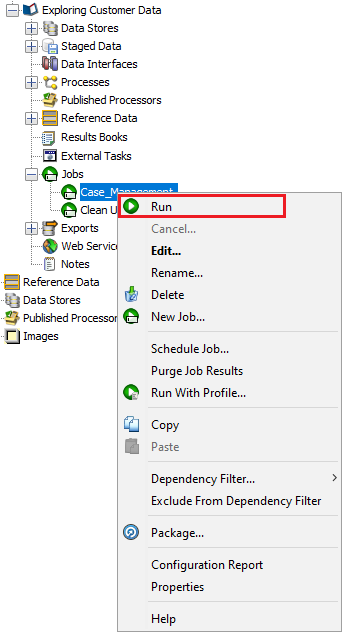 Exploring Customer Data
Data Stores
Staged Data
Data Interfaces
Processes
Published Processors
Reference Data
Results Books
External Tasks
Jobs
Case_Management
Clean U
Exports
Web Service
Notes
Reference Data
Data Stores
Published Processor
Images
Run
Cancel...
Edit...
Rename...
Delete
New Job...
Schedule Job...
Purge Job Results
Run With Profile...
Copy
Paste
Dependency Filter...
Exclude From Dependency Filter
Package...
Configuration Report
Properties
Help